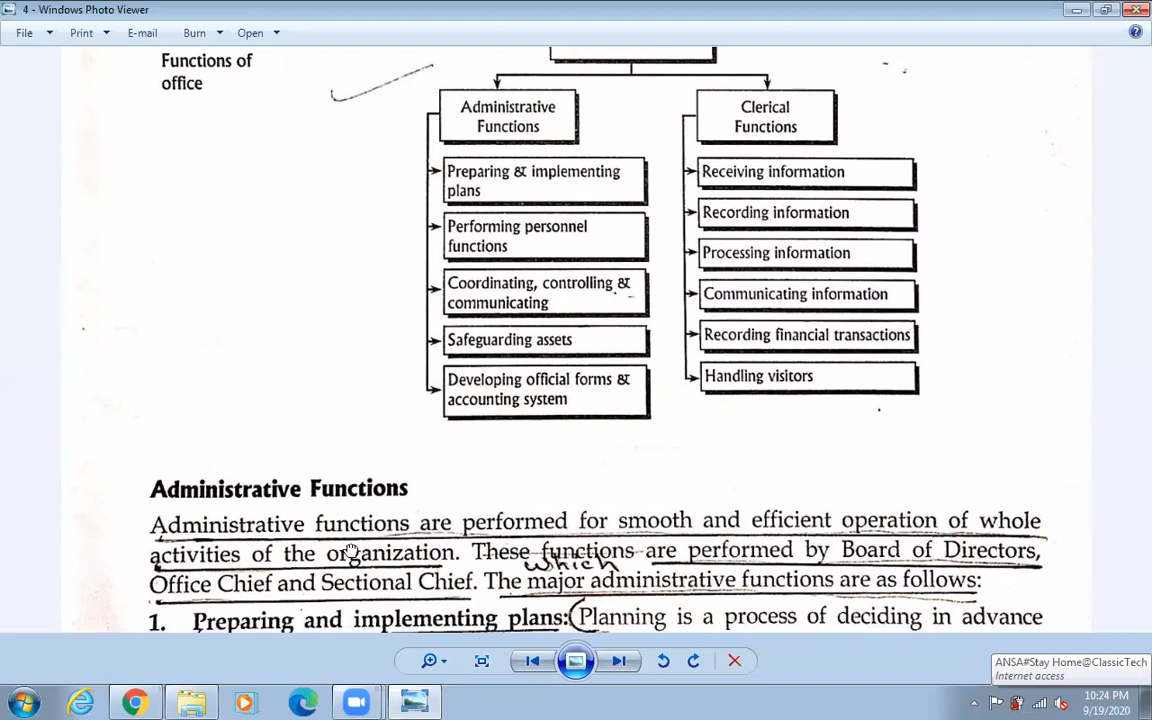 4 - Windows Photo Viewer
File Print E-mail Burn Open
Functions of
office
Administrative
Functions
Preparing & implementing
plans
Performing personnel
functions
Coordinating, controlling &
communicating
Safeguarding assets
Developing official forms &
accounting system
Clerical
Functions
Receiving information
Recording information
Processing information
Communicating information
Recording financial transactions
Handling visitors
Administrative Functions
Administrative functions are performed for smooth and efficient operation of whole
activities of the organization. These functions are performed by Board of Directors,
which
Office Chief and Sectional Chief. The major administrative functions are as follows:
1. Preparing and implementing plans: (Planning is a process of deciding in advance
ANSA#Stay Home@ClassicTech
Internet access
10:24 PM
9/19/2020